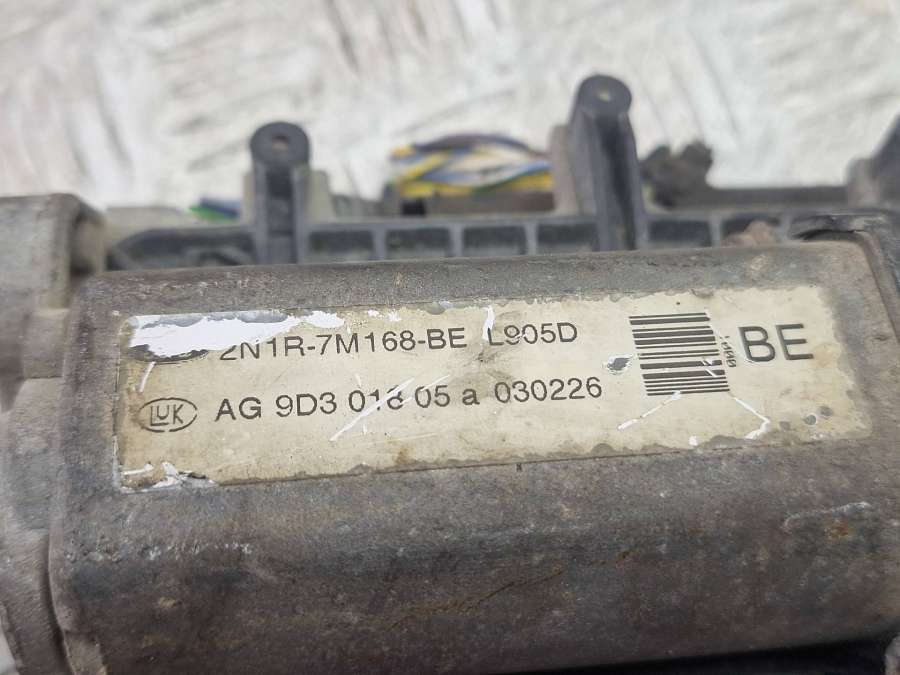 2N1R-7M168-BE L905D
LUK AG 9D3 018 05 a 030226
BE